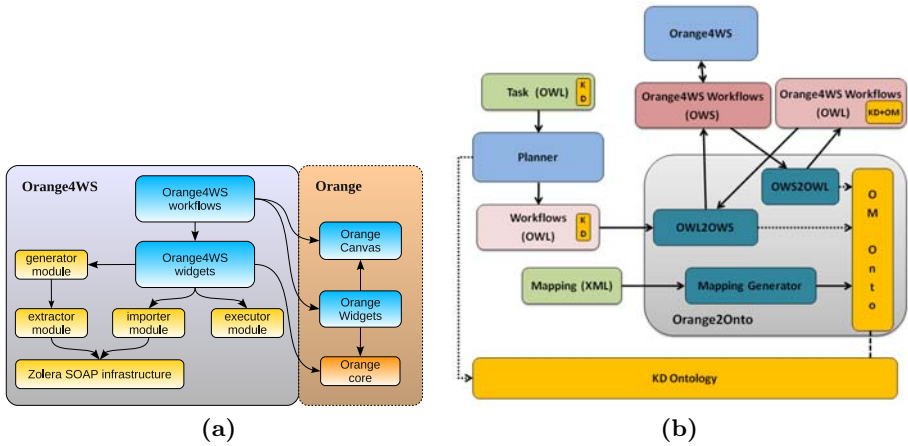 Orange4WS
Orange4WS
workflows
Orange4WS
widgets
generator
module
extractor
module
importer
module
executor
module
Zolera SOAP infrastructure
Orange
Orange
Canvas
Orange
Widgets
Orange
core
(a)
Orange4WS
Task (OWL)
K
D
Orange4WS Workflows
(OWS)
Orange4WS Workflows
(OWL)
KD+OM
Planner
OWS2OWL
Workflows
(OWL)
K
D
OWL2OWS
O
M
O
n
t
o
Mapping (XML)
Mapping Generator
Orange2Onto
KD Ontology
(b)